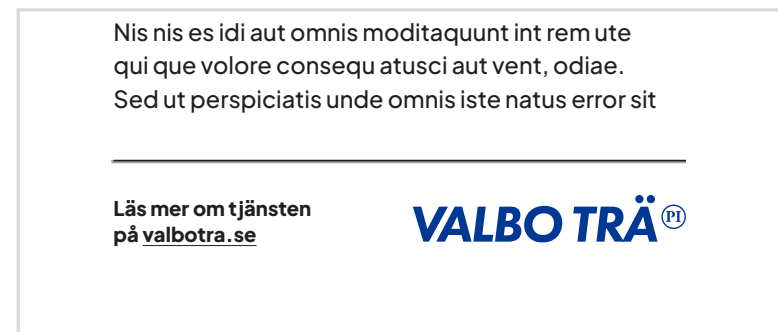 Nis nis es idi aut omnis moditaquunt int rem ute
qui que volore consequ atusci aut vent, odiae.
Sed ut perspiciatis unde omnis iste natus error sit
Läs mer om tjänsten
på valbotra.se
VALBO TRÄ PI